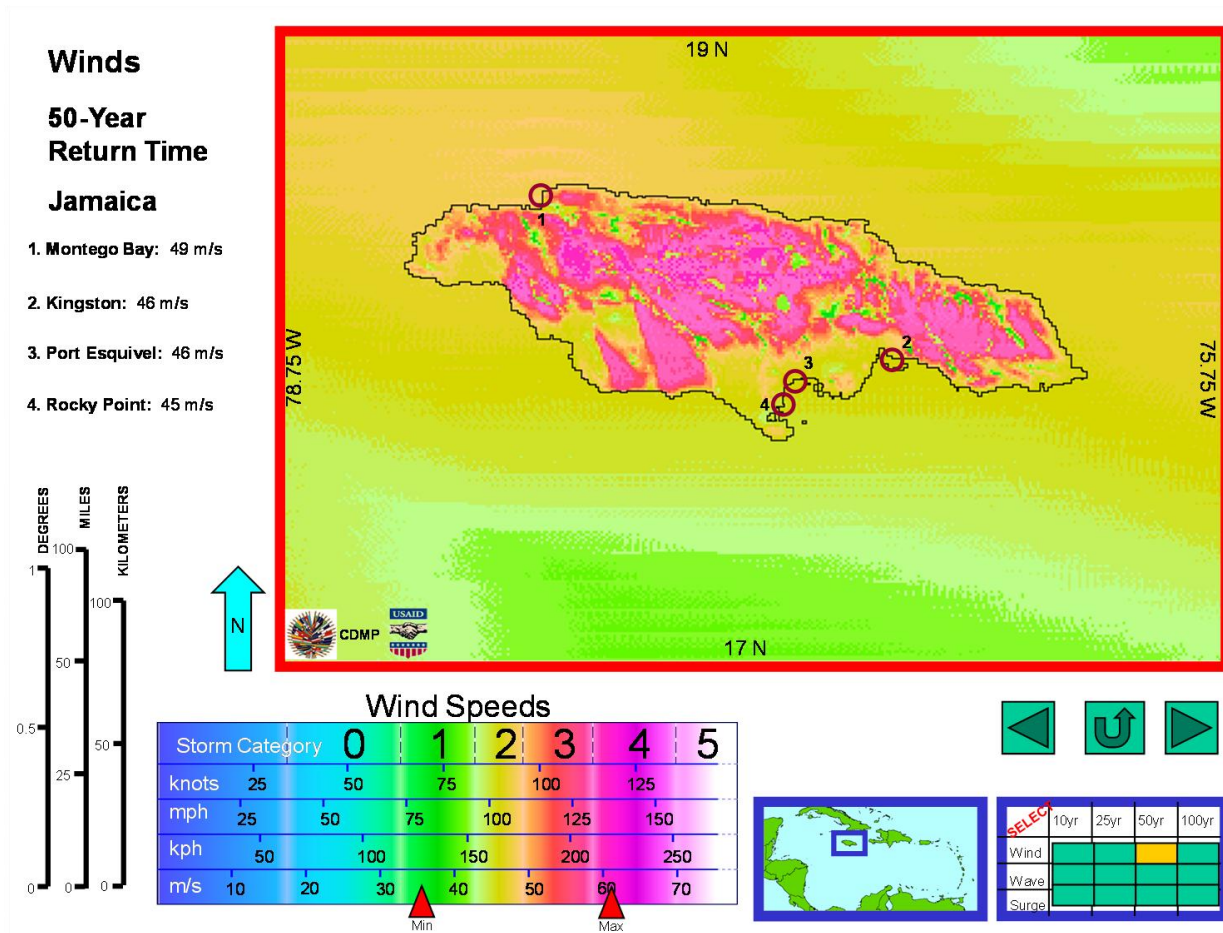 Winds
50-Year
Return Time
Jamaica
1. Montego Bay: 49 m/s
2. Kingston: 46 m/s
3. Port Esquivel: 46 m/s
4. Rocky Point: 45 m/s
19 N
78.75 W
75.75 W
17 N
1
2
3
4
CDMP
USAID
DEGREES
MILES
KILOMETERS
1
0.5
0
100
50
25
0
100
50
0
N
Wind Speeds
Storm Category 0 1 2 3 4 5
knots 25 50 75 100 125
mph 25 50 75 100 125 150
kph 50 100 150 200 250
m/s 10 20 30 40 50 60 70
Min Max
SELECT 10yr 25yr 50yr 100yr
Wind
Wave
Surge